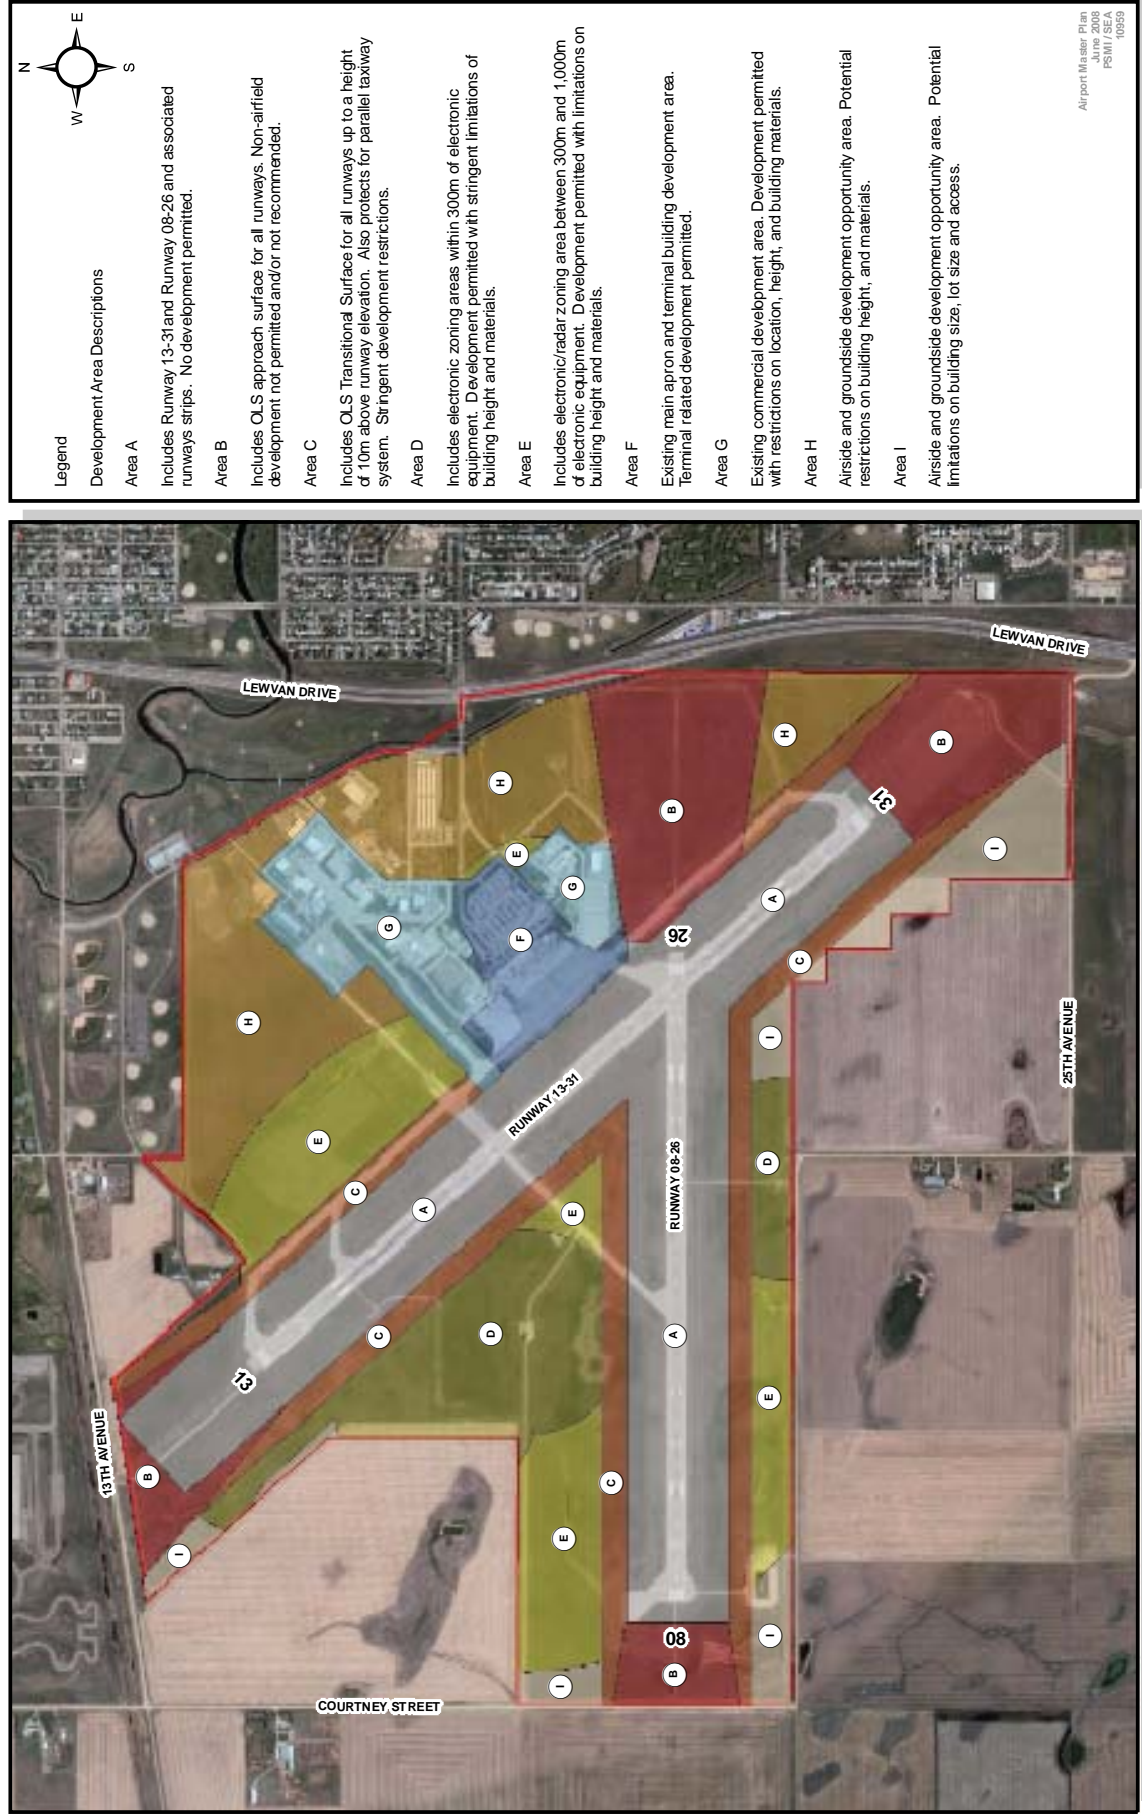 N
W
E
S
Legend
Development Area Descriptions
Area A
Includes Runway 13-31 and Runway 08-26 and associated
runways strips. No development permitted.
Area B
Includes OLS approach surface for all runways. Non-airfield
development not permitted and/or not recommended.
Area C
Includes OLS Transitional Surface for all runways up to a height
of 10m above runway elevation. Also protects for parallel taxiway
system. Stringent development restrictions.
Area D
Includes electronic zoning areas within 300m of electronic
equipment. Development permitted with stringent limitations of
building height and materials.
Area E
Includes electronic/radar zoning area between 300m and 1,000m
of electronic equipment. Development permitted with limitations on
building height and materials.
Area F
Existing main apron and terminal building development area.
Terminal related development permitted.
Area G
Existing commercial development area. Development permitted
with restrictions on location, height, and building materials.
Area H
Airside and groundside development opportunity area. Potential
restrictions on building height, and materials.
Area I
Airside and groundside development opportunity area. Potential
limitations on building size, lot size and access.
Airport Master Plan
June 2008
PSMI / SEA
10959
LEWVAN DRIVE
LEWVAN DRIVE
H
B
B
H
31
I
E
G
G
A
F
26
C
H
I
25TH AVENUE
RUNWAY 13-31
E
D
C
RUNWAY 08-26
A
E
C
D
A
13
E
13TH AVENUE
B
C
E
I
08
I
B
I
COURTNEY STREET